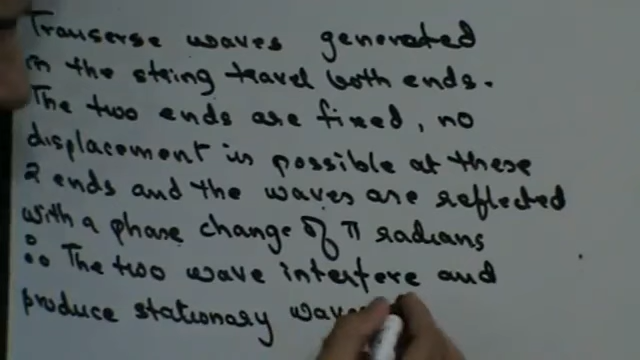 Transerse waves generated
in the string travel both ends.
The two ends are fixed, no
displacement is possible at these
2 ends and the waves are reflected
with a phase change of π radians
∴ The two wave interfere and
produce stationary waves